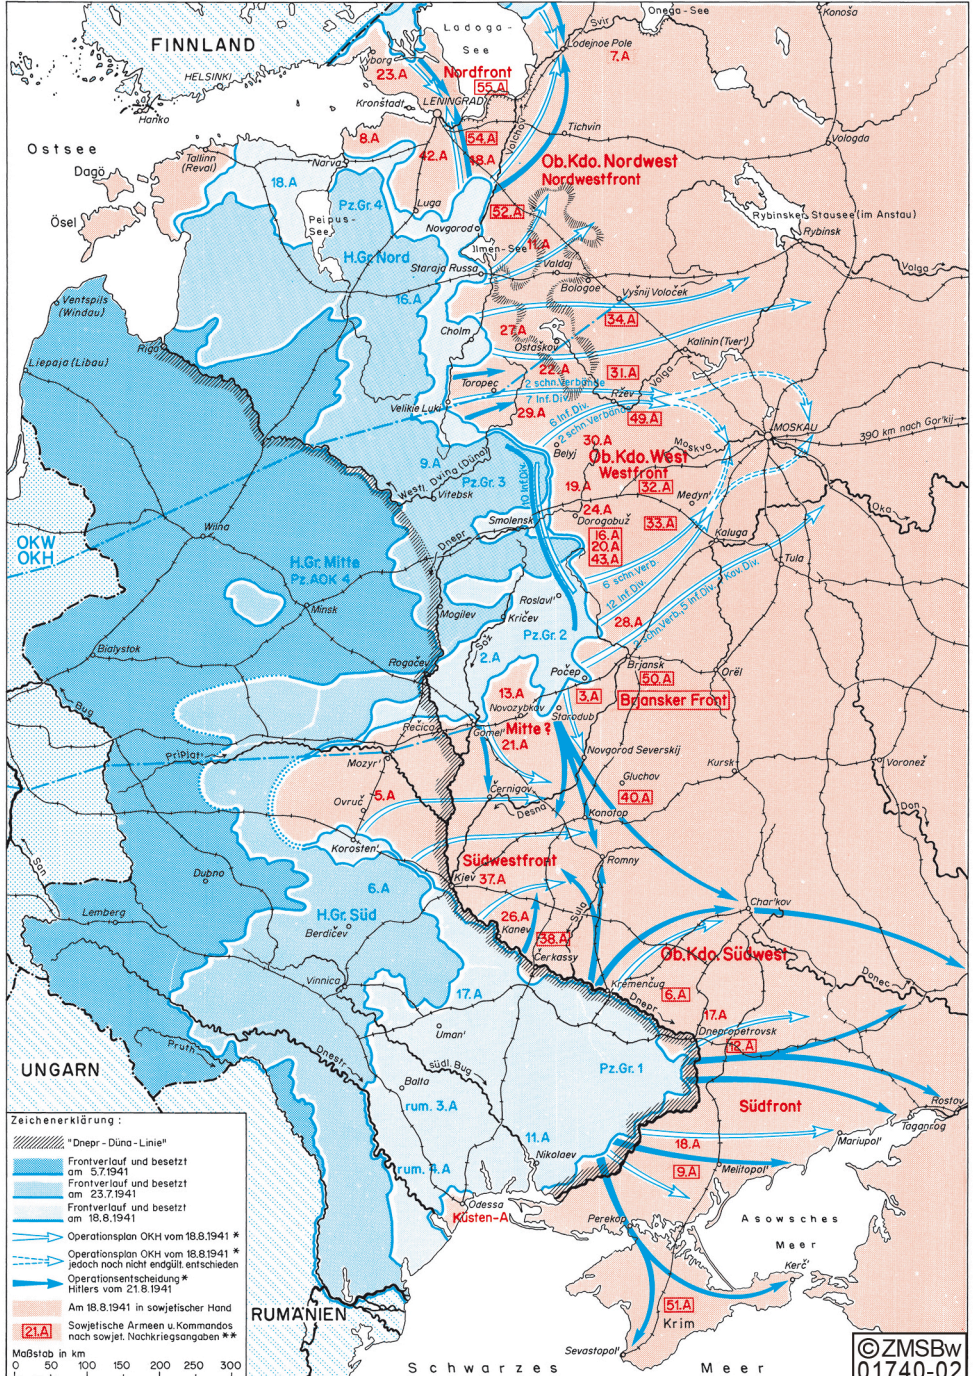 FINNLAND
Ladoga-
See
Svir
Onega-See
Konoša
Lodejnoe Pole
7.A
Vyborg
23.A
Nordfront
55.A
HELSINKI
Hanko
Kronštadt
LENINGRAD
Volchov
Tichvin
Vologda
Ostsee
Dagö
Ösel
Tallinn
(Reval)
Narva
8.A
42.A
54.A
48.A
Ob.Kdo. Nordwest
Nordwestfront
18.A
Pz.Gr.4
Luga
Peipus-
See
Novgorod
52.A
Rybinsker Stausee (im Anstau)
Rybinsk
H.Gr. Nord
Ilmen-See
11.A
Staraja Russa
Valdaj
Bologoe
Volga
Ventspils
(Windau)
16.A
Vyšnij Voloček
34.A
Cholm
27.A
Ostaškov
Kalinin (Tver')
Riga
Liepaja (Libau)
22.A
31.A
Volga
Toropec
2 schn. Verbände
7 Inf. Div.
Ržev
Velikie Luki
29.A
6 Inf. Div.
2 schn. Verbände
49.A
MOSKAU
390 km nach Gor'kij
30.A
Belyj
Moskva
Ob.Kdo. West
Westfront
9.A
Westl. Dvina (Düna)
Pz.Gr. 3
10 Inf.Div.
Vitebsk
19.A
32.A
Medyn'
Oka
24.A
Dorogobuž
33.A
Smolensk
Wilna
Dnepr
16.A
20.A
43.A
Kaluga
OKW
OKH
Tula
H.Gr. Mitte
Pz.AOK 4
6 schn. Verb.
12 Inf. Div.
2 schn. Verb., 5 Inf. Div., 1 Kav. Div.
Minsk
Roslavl'
Mogilev
Kričev
28.A
Pz.Gr. 2
Sož
Bialystok
2.A
Rogačev
Počep
Brjansk
50.A
Orël
13.A
Novozybkov
3.A
Brjansker Front
Starodub
Bug
Rečica
Gomel'
Mitte ?
21.A
Pripjat'
Mozyr'
Novgorod Severskij
Kursk
Voronež
Gluchov
5.A
Černigov
40.A
Ovruč
Desna
Konotop
Don
Korosten'
Romny
San
Südwestfront
37.A
Dubno
Kiev
6.A
H.Gr. Süd
26.A
Char'kov
Lemberg
Berdičev
Kanev
Sula
38.A
Čerkassy
Ob.Kdo. Südwest
Vinnica
Donec
17.A
Kremenčug
6.A
Dnepr
17.A
Uman'
Dnepropetrovsk
12.A
Pruth
Dnestr
südl. Bug
UNGARN
Pz.Gr. 1
Balta
rum. 3.A
Südfront
Rostov
Taganrog
11.A
Mariupol'
18.A
Nikolaev
9.A
Melitopol'
rum. 4.A
Odessa
Küsten-A
Perekop
Asowsches
Meer
Kerč'
RUMÄNIEN
51.A
Krim
Sevastopol'
Schwarzes Meer
Zeichenerklärung :
"Dnepr - Düna - Linie"
Frontverlauf und besetzt
am 5.7.1941
Frontverlauf und besetzt
am 23.7.1941
Frontverlauf und besetzt
am 18.8.1941
Operationsplan OKH vom 18.8.1941 *
Operationsplan OKH vom 18.8.1941 *
jedoch noch nicht endgült. entschieden
Operationsentscheidung *
Hitlers vom 21.8.1941
Am 18.8.1941 in sowjetischer Hand
21.A
Sowjetische Armeen u. Kommandos
nach sowjet. Nachkriegsangaben **
Maßstab in km
0 50 100 150 200 250 300
©ZMSBw
01740-02